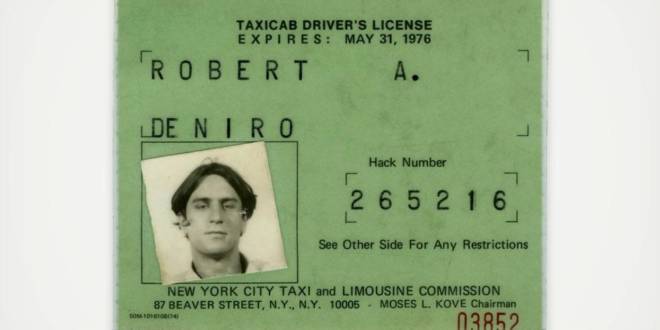 TAXICAB DRIVER'S LICENSE
EXPIRES: MAY 31, 1976
ROBERT A.
DE NIRO
Hack Number
265216
See Other Side For Any Restrictions
NEW YORK CITY TAXI and LIMOUSINE COMMISSION
87 BEAVER STREET, N.Y., N.Y. 10005 - MOSES L. KOVE Chairman
03852